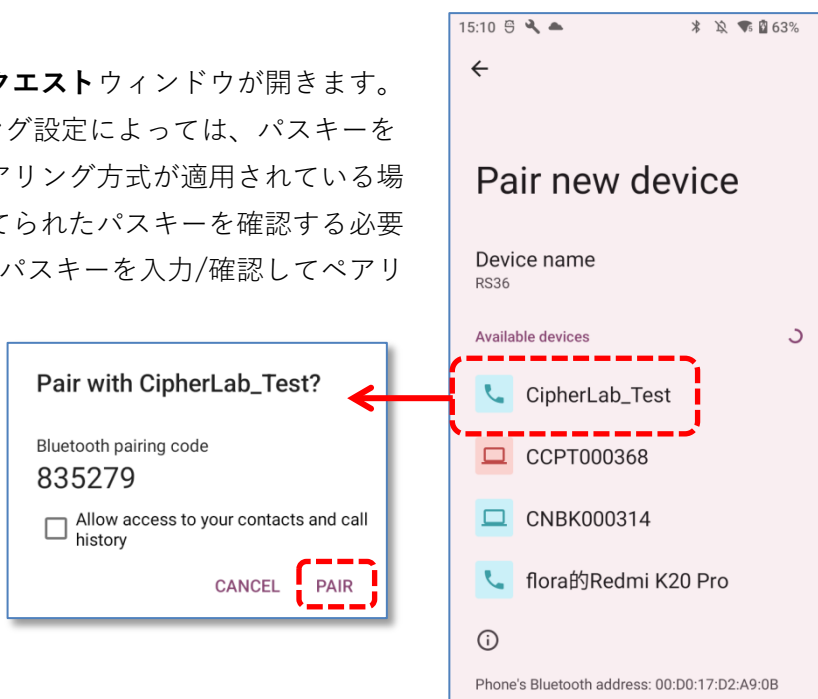 クエストウィンドウが開きます。
グ設定によっては、パスキーを
アリング方式が適用されている場
てられたパスキーを確認する必要
パスキーを入力/確認してペアリ
Pair with CipherLab_Test?
Bluetooth pairing code
835279
Allow access to your contacts and call
history
CANCEL PAIR
15:10 63%
Pair new device
Device name
RS36
Available devices
CipherLab_Test
CCPT000368
CNBK000314
flora的Redmi K20 Pro
Phone's Bluetooth address: 00:D0:17:D2:A9:0B